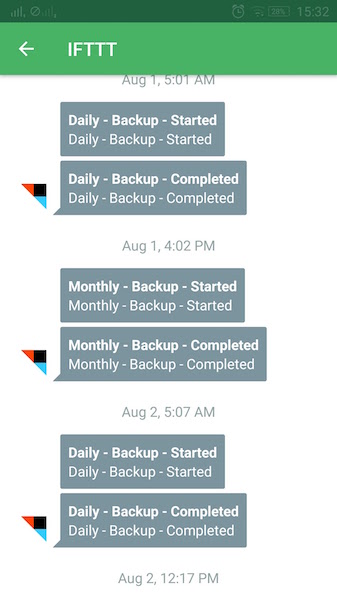 28% 15:32
IFTTT
Aug 1, 5:01 AM
Daily - Backup - Started
Daily - Backup - Started
Daily - Backup - Completed
Daily - Backup - Completed
Aug 1, 4:02 PM
Monthly - Backup - Started
Monthly - Backup - Started
Monthly - Backup - Completed
Monthly - Backup - Completed
Aug 2, 5:07 AM
Daily - Backup - Started
Daily - Backup - Started
Daily - Backup - Completed
Daily - Backup - Completed
Aug 2, 12:17 PM